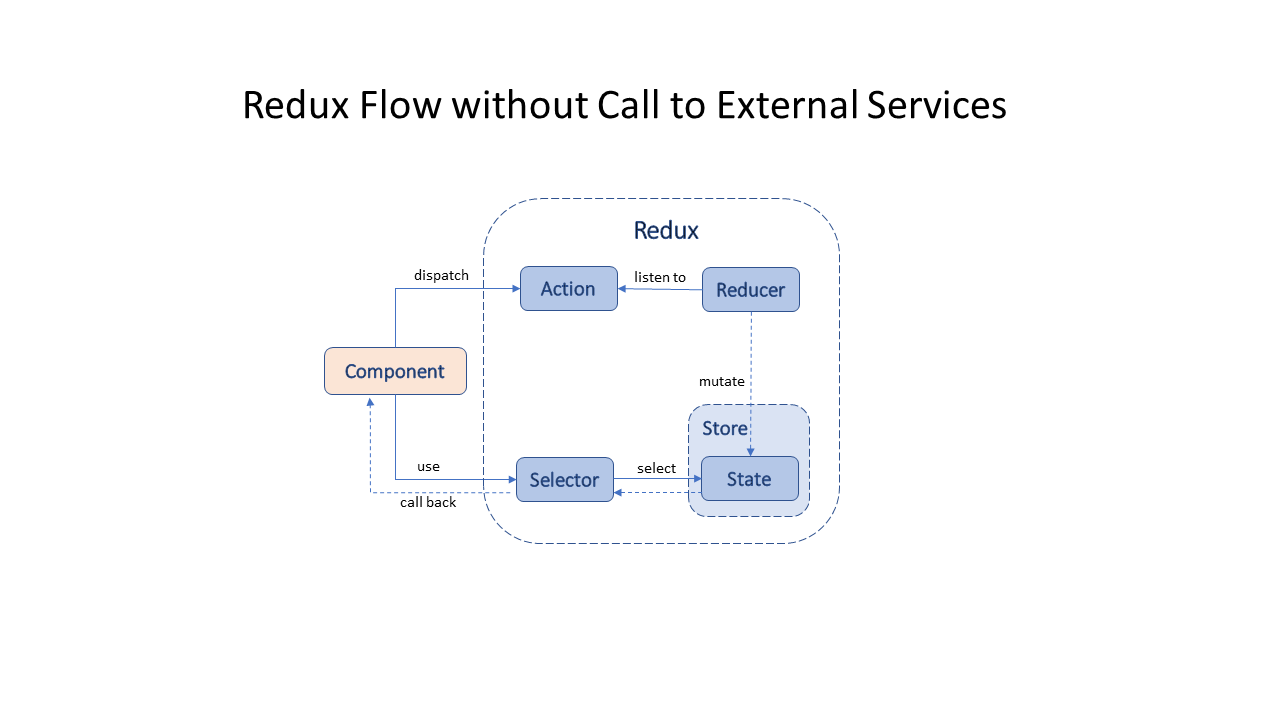 Redux Flow without Call to External Services
Redux
dispatch
Action
listen to
Reducer
Component
mutate
Store
use
Selector
select
State
call back